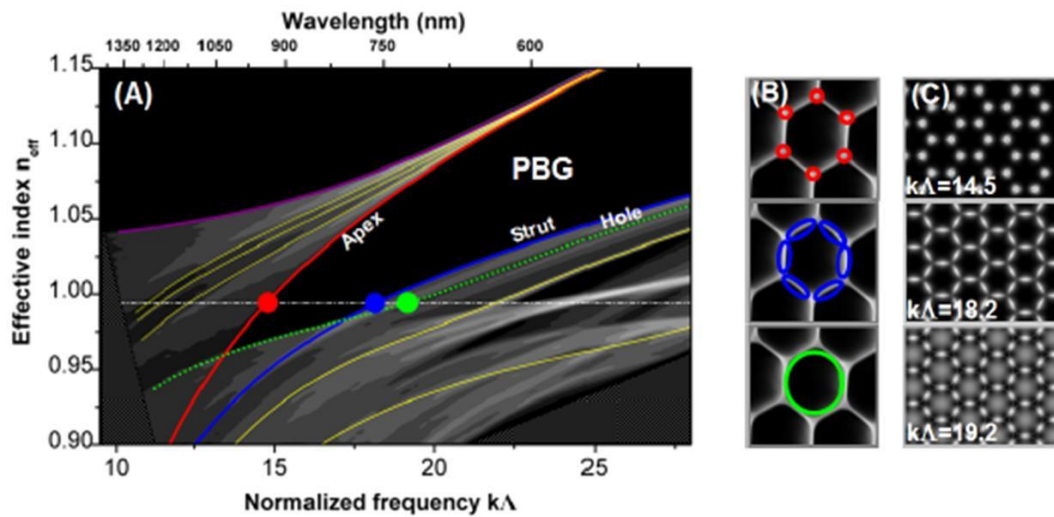 Wavelength (nm)
1350 1200 1050 900 750 600
1.15
1.10
1.05
1.00
0.95
0.90
Effective index neff
(A)
PBG
Apex
Strut
Hole
10 15 20 25
Normalized frequency kΛ
(B)
(C)
kΛ=14.5
kΛ=18.2
kΛ=19.2